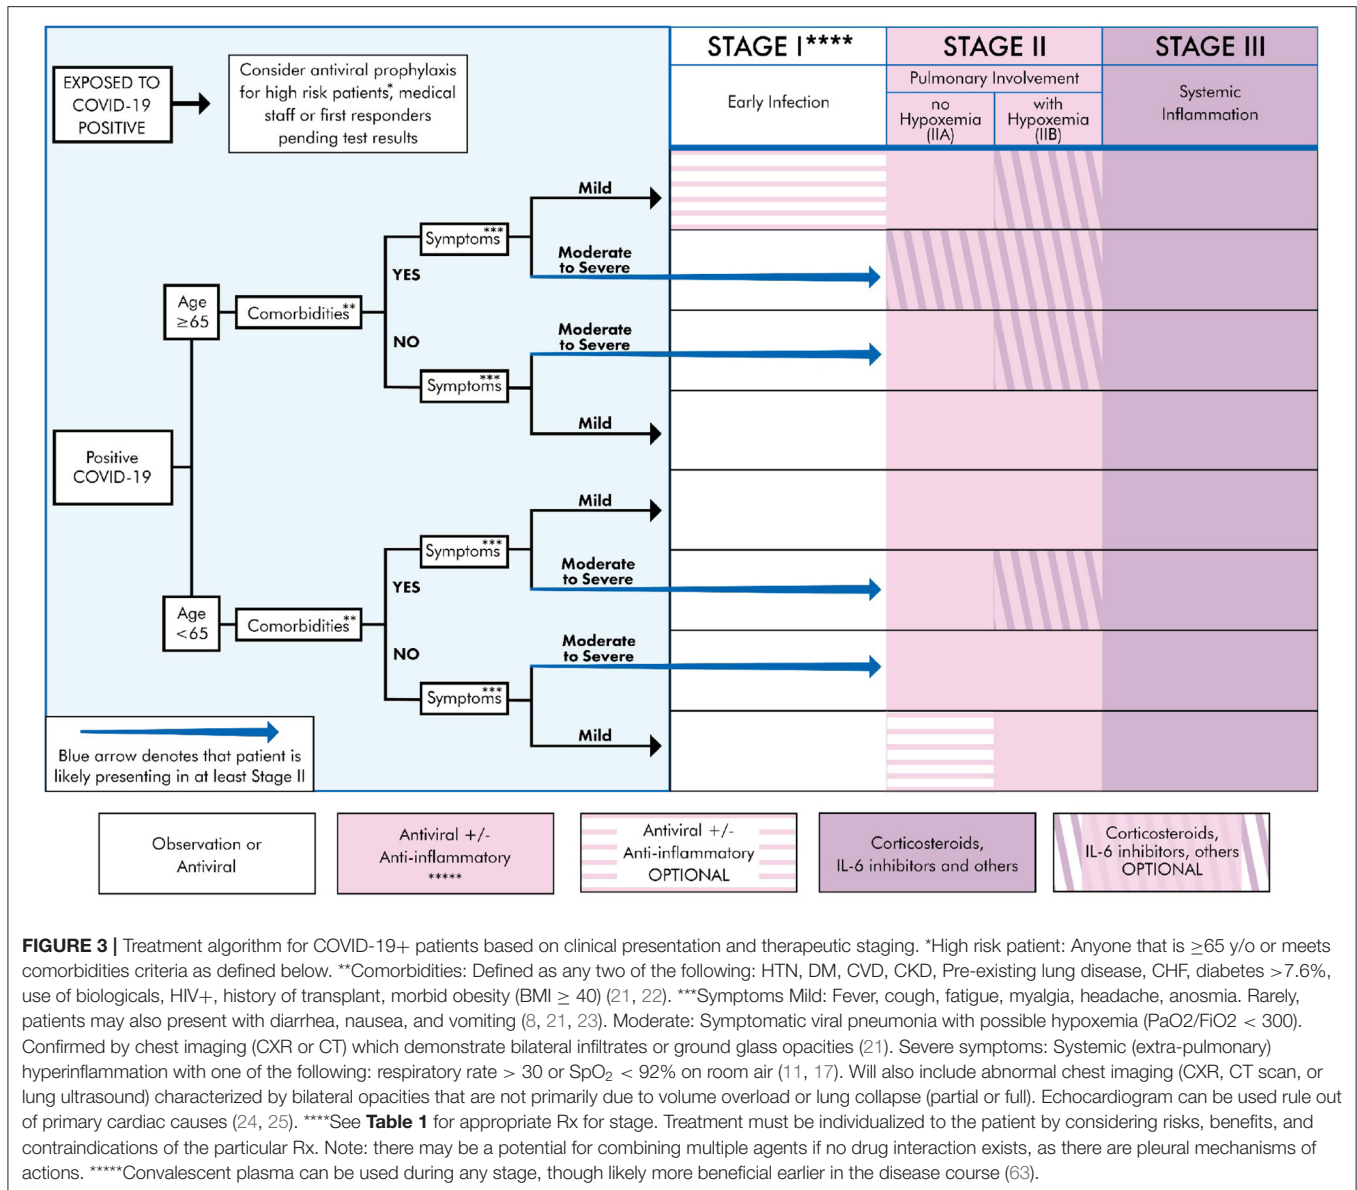 EXPOSED TO
COVID-19
POSITIVE
Consider antiviral prophylaxis
for high risk patients,* medical
staff or first responders
pending test results
STAGE I****
STAGE II
STAGE III
Early Infection
Pulmonary Involvement
no
Hypoxemia
(IIA)
with
Hypoxemia
(IIB)
Systemic
Inflammation
Mild
Symptoms***
Moderate
to Severe
YES
Age
≥65
Comorbidities**
NO
Moderate
to Severe
Symptoms***
Mild
Positive
COVID-19
Mild
Symptoms***
Moderate
to Severe
YES
Age
<65
Comorbidities**
NO
Moderate
to Severe
Symptoms***
Mild
Blue arrow denotes that patient is
likely presenting in at least Stage II
Observation or
Antiviral
Antiviral +/-
Anti-inflammatory
*****
Antiviral +/-
Anti-inflammatory
OPTIONAL
Corticosteroids,
IL-6 inhibitors and others
Corticosteroids,
IL-6 inhibitors, others
OPTIONAL
FIGURE 3 | Treatment algorithm for COVID-19+ patients based on clinical presentation and therapeutic staging. *High risk patient: Anyone that is ≥65 y/o or meets
comorbidities criteria as defined below. **Comorbidities: Defined as any two of the following: HTN, DM, CVD, CKD, Pre-existing lung disease, CHF, diabetes >7.6%,
use of biologicals, HIV+, history of transplant, morbid obesity (BMI ≥ 40) (21, 22). ***Symptoms Mild: Fever, cough, fatigue, myalgia, headache, anosmia. Rarely,
patients may also present with diarrhea, nausea, and vomiting (8, 21, 23). Moderate: Symptomatic viral pneumonia with possible hypoxemia (PaO2/FiO2 < 300).
Confirmed by chest imaging (CXR or CT) which demonstrate bilateral infiltrates or ground glass opacities (21). Severe symptoms: Systemic (extra-pulmonary)
hyperinflammation with one of the following: respiratory rate > 30 or SpO₂ < 92% on room air (11, 17). Will also include abnormal chest imaging (CXR, CT scan, or
lung ultrasound) characterized by bilateral opacities that are not primarily due to volume overload or lung collapse (partial or full). Echocardiogram can be used rule out
of primary cardiac causes (24, 25). ****See Table 1 for appropriate Rx for stage. Treatment must be individualized to the patient by considering risks, benefits, and
contraindications of the particular Rx. Note: there may be a potential for combining multiple agents if no drug interaction exists, as there are pleural mechanisms of
actions. *****Convalescent plasma can be used during any stage, though likely more beneficial earlier in the disease course (63).